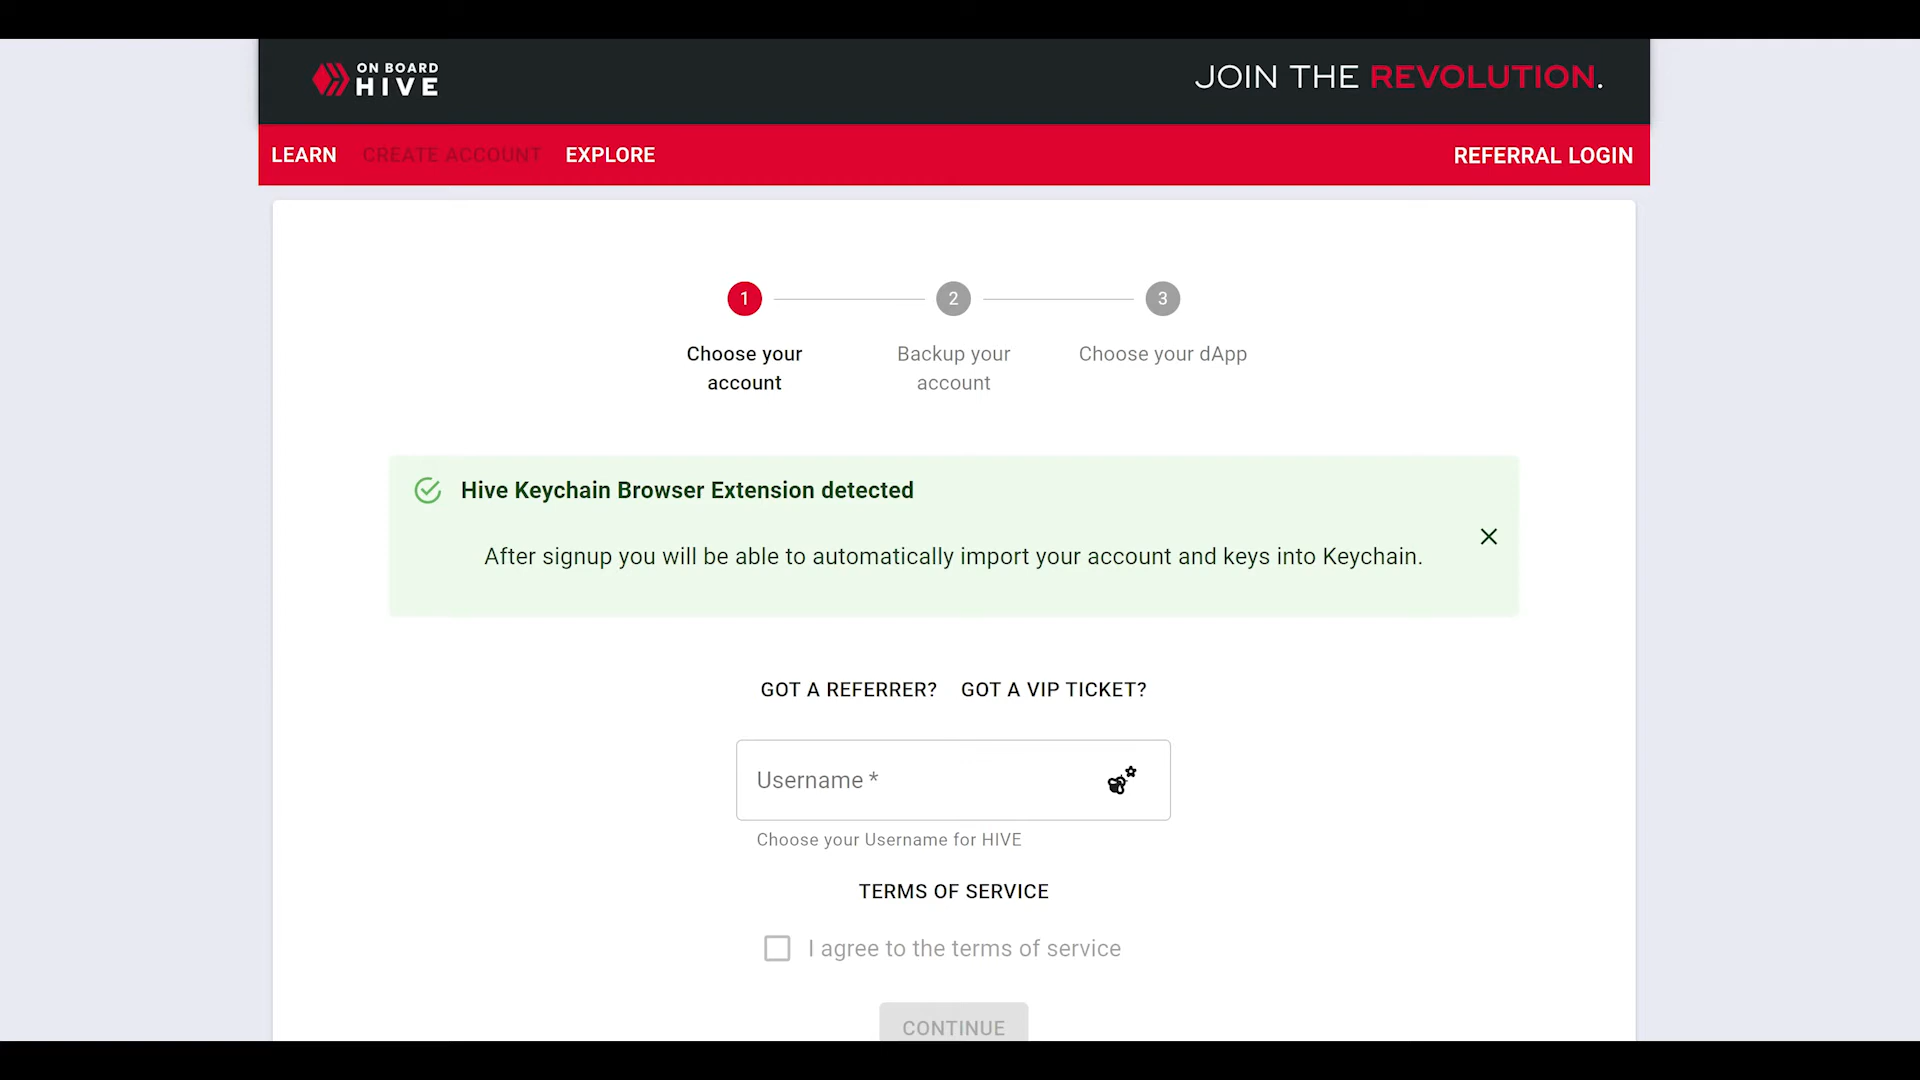 ON BOARD
HIVE
JOIN THE REVOLUTION.
LEARN CREATE ACCOUNT EXPLORE REFERRAL LOGIN
1 2 3
Choose your account
Backup your account
Choose your dApp
Hive Keychain Browser Extension detected
After signup you will be able to automatically import your account and keys into Keychain.
GOT A REFERRER? GOT A VIP TICKET?
Username *
Choose your Username for HIVE
TERMS OF SERVICE
I agree to the terms of service
CONTINUE